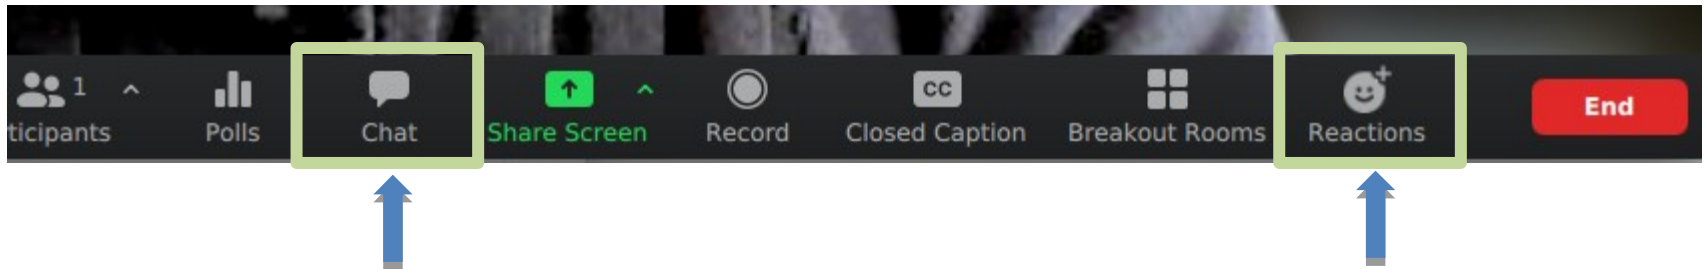 1
ticipants
Polls
Chat
Share Screen
Record
CC
Closed Caption
Breakout Rooms
Reactions
End